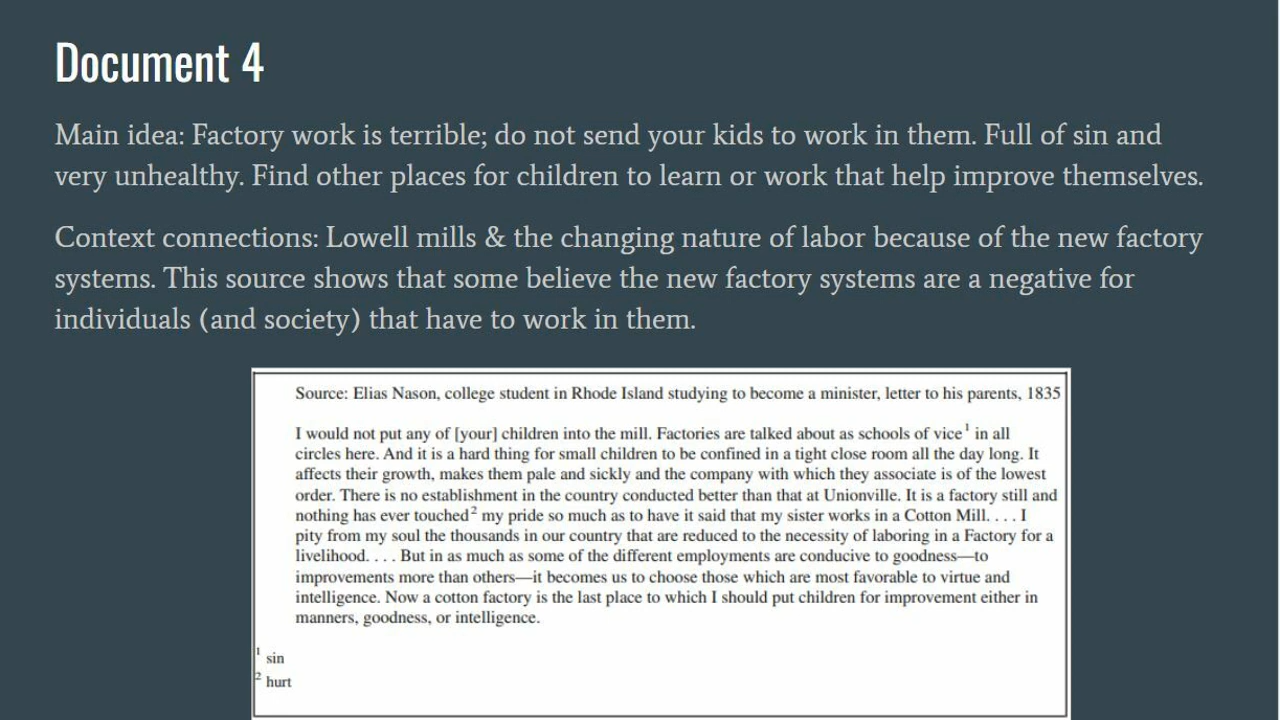 Document 4
Main idea: Factory work is terrible; do not send your kids to work in them. Full of sin and
very unhealthy. Find other places for children to learn or work that help improve themselves.
Context connections: Lowell mills & the changing nature of labor because of the new factory
systems. This source shows that some believe the new factory systems are a negative for
individuals (and society) that have to work in them.
Source: Elias Nason, college student in Rhode Island studying to become a minister, letter to his parents, 1835
I would not put any of [your] children into the mill. Factories are talked about as schools of vice¹ in all
circles here. And it is a hard thing for small children to be confined in a tight close room all the day long. It
affects their growth, makes them pale and sickly and the company with which they associate is of the lowest
order. There is no establishment in the country conducted better than that at Unionville. It is a factory still and
nothing has ever touched² my pride so much as to have it said that my sister works in a Cotton Mill. . . . I
pity from my soul the thousands in our country that are reduced to the necessity of laboring in a Factory for a
livelihood. . . . But in as much as some of the different employments are conducive to goodness—to
improvements more than others—it becomes us to choose those which are most favorable to virtue and
intelligence. Now a cotton factory is the last place to which I should put children for improvement either in
manners, goodness, or intelligence.
¹ sin
² hurt